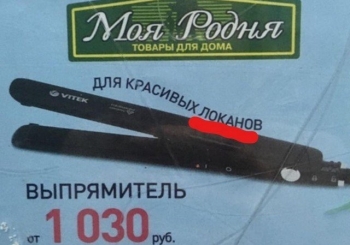 Моя Родня
ТОВАРЫ ДЛЯ ДОМА
ДЛЯ КРАСИВЫХ ЛОКАНОВ
VITEK
ВЫПРЯМИТЕЛЬ
от 1 030 руб.